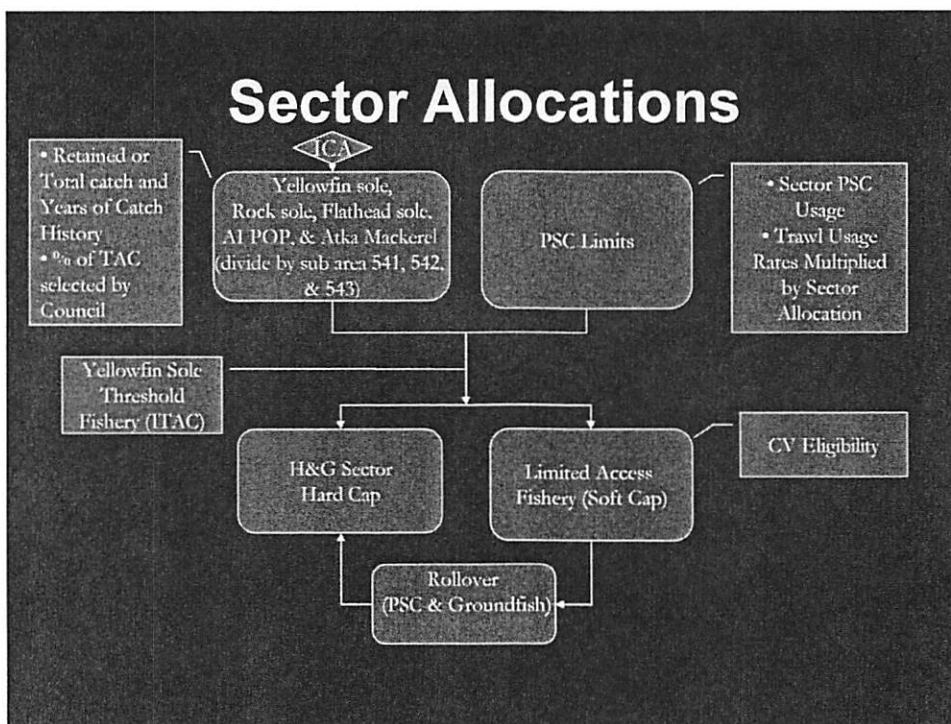 Sector Allocations
ICA
• Retained or
Total catch and
Years of Catch
History
• % of TAC
selected by
Council
Yellowfin sole,
Rock sole, Flathead sole,
AI POP, & Atka Mackerel
(divide by sub area 541, 542,
& 543)
PSC Limits
• Sector PSC
Usage
• Trawl Usage
Rates Multiplied
by Sector
Allocation
Yellowfin Sole
Threshold
Fishery (ITAC)
H&G Sector
Hard Cap
Limited Access
Fishery (Soft Cap)
CV Eligibility
Rollover
(PSC & Groundfish)